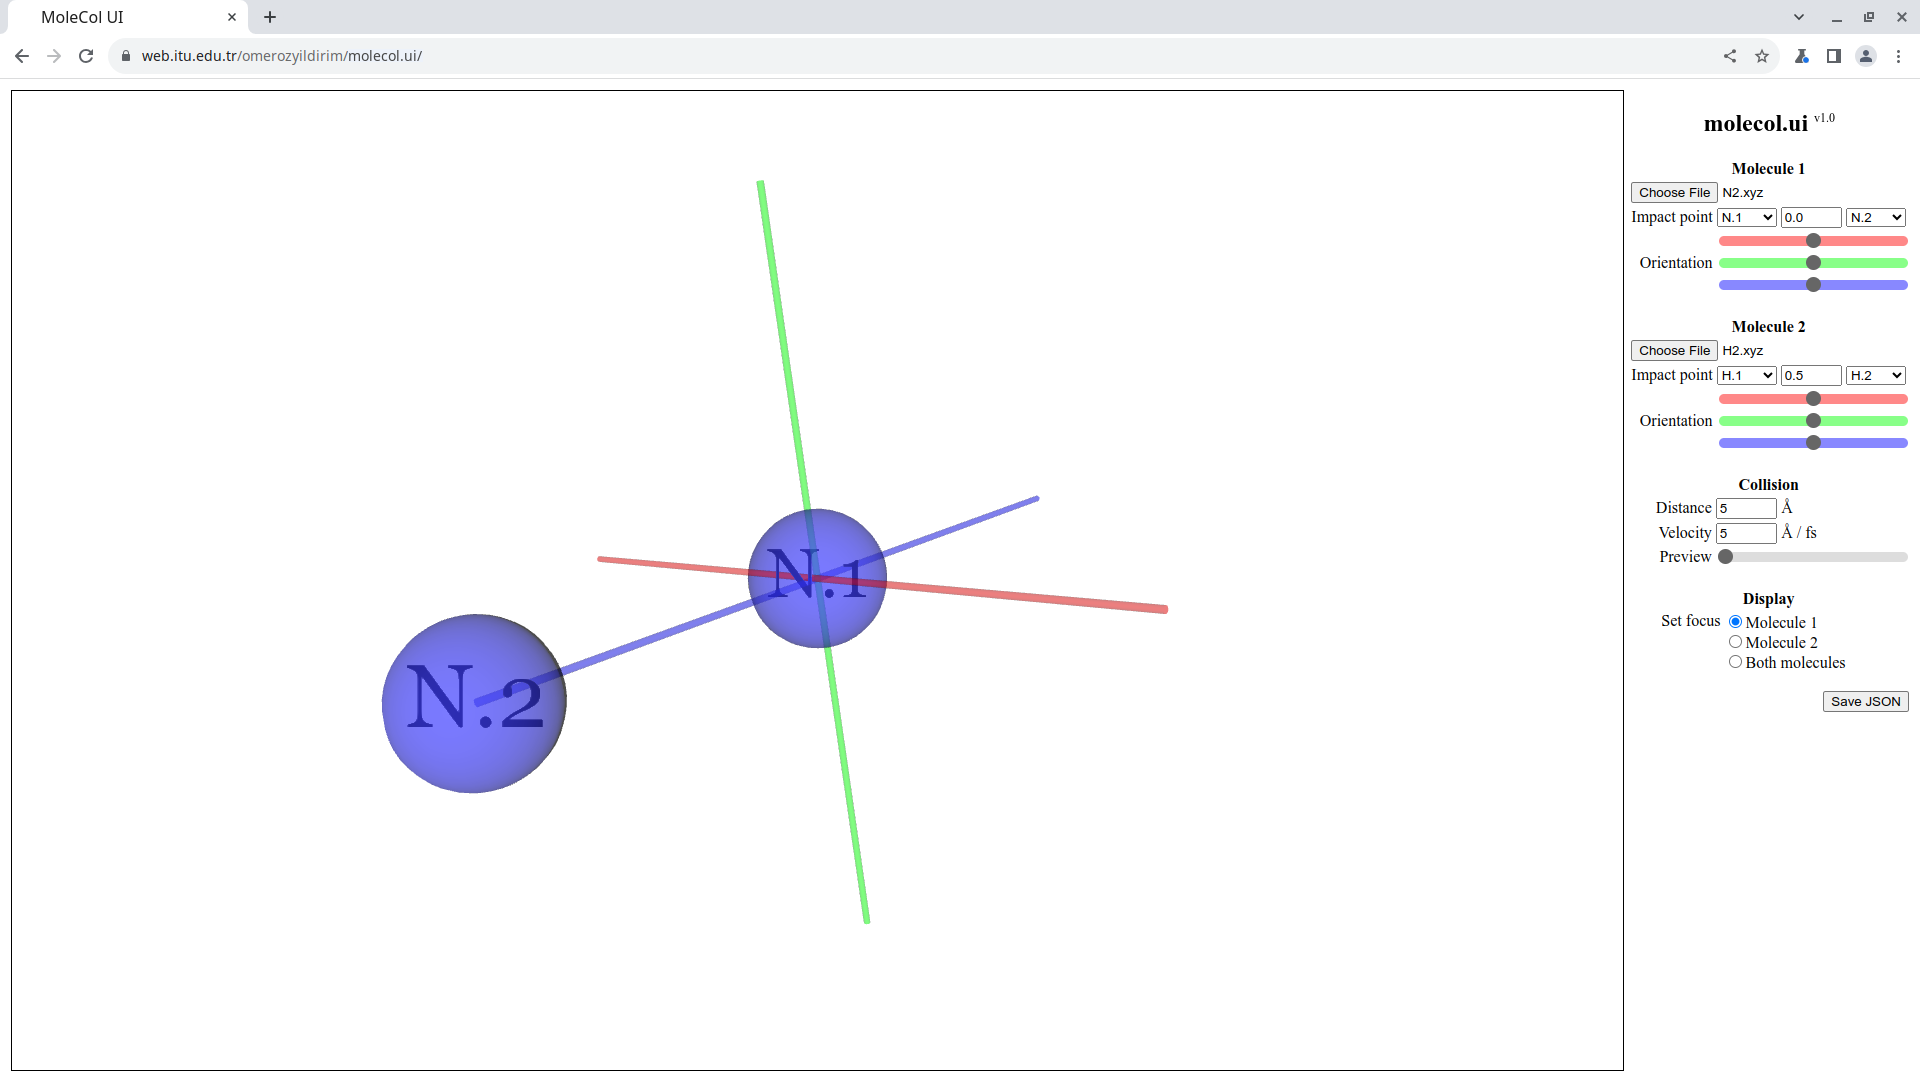 MoleCol UI
web.itu.edu.tr/omerozyildirim/molecol.ui/
N.1
N.2
molecol.ui v1.0
Molecule 1
Choose File N2.xyz
Impact point N.1 0.0 N.2
Orientation
Molecule 2
Choose File H2.xyz
Impact point H.1 0.5 H.2
Orientation
Collision
Distance 5 Å
Velocity 5 Å / fs
Preview
Display
Set focus Molecule 1
Molecule 2
Both molecules
Save JSON